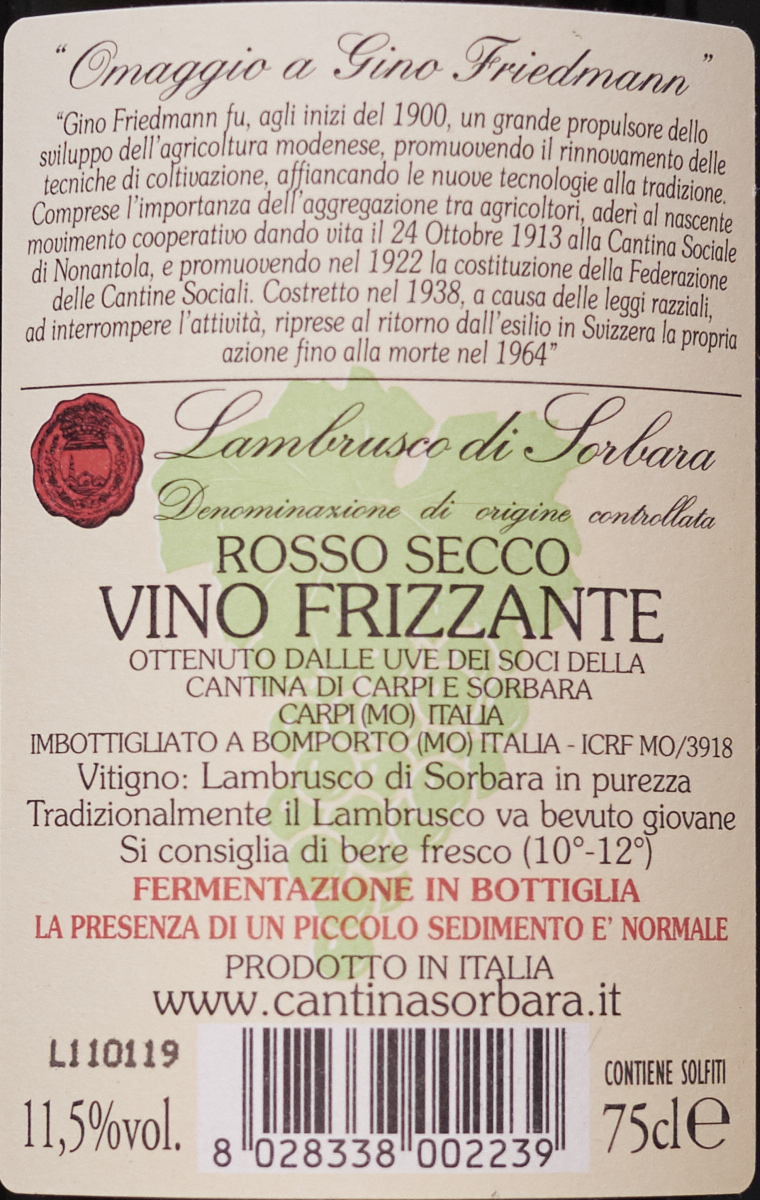 "Omaggio a Gino Friedmann"
"Gino Friedmann fu, agli inizi del 1900, un grande propulsore dello
sviluppo dell'agricoltura modenese, promuovendo il rinnovamento delle
tecniche di coltivazione, affiancando le nuove tecnologie alla tradizione.
Comprese l'importanza dell'aggregazione tra agricoltori, aderì al nascente
movimento cooperativo dando vita il 24 Ottobre 1913 alla Cantina Sociale
di Nonantola, e promuovendo nel 1922 la costituzione della Federazione
delle Cantine Sociali. Costretto nel 1938, a causa delle leggi razziali,
ad interrompere l'attività, riprese al ritorno dall'esilio in Svizzera la propria
azione fino alla morte nel 1964"
Lambrusco di Sorbara
Denominazione di origine controllata
ROSSO SECCO
VINO FRIZZANTE
OTTENUTO DALLE UVE DEI SOCI DELLA
CANTINA DI CARPI E SORBARA
CARPI (MO) ITALIA
IMBOTTIGLIATO A BOMPORTO (MO) ITALIA - ICRF MO/3918
Vitigno: Lambrusco di Sorbara in purezza
Tradizionalmente il Lambrusco va bevuto giovane
Si consiglia di bere fresco (10°-12°)
FERMENTAZIONE IN BOTTIGLIA
LA PRESENZA DI UN PICCOLO SEDIMENTO E' NORMALE
PRODOTTO IN ITALIA
www.cantinasorbara.it
L110119
CONTIENE SOLFITI
11,5%vol.
8 028338 002239
75cl e